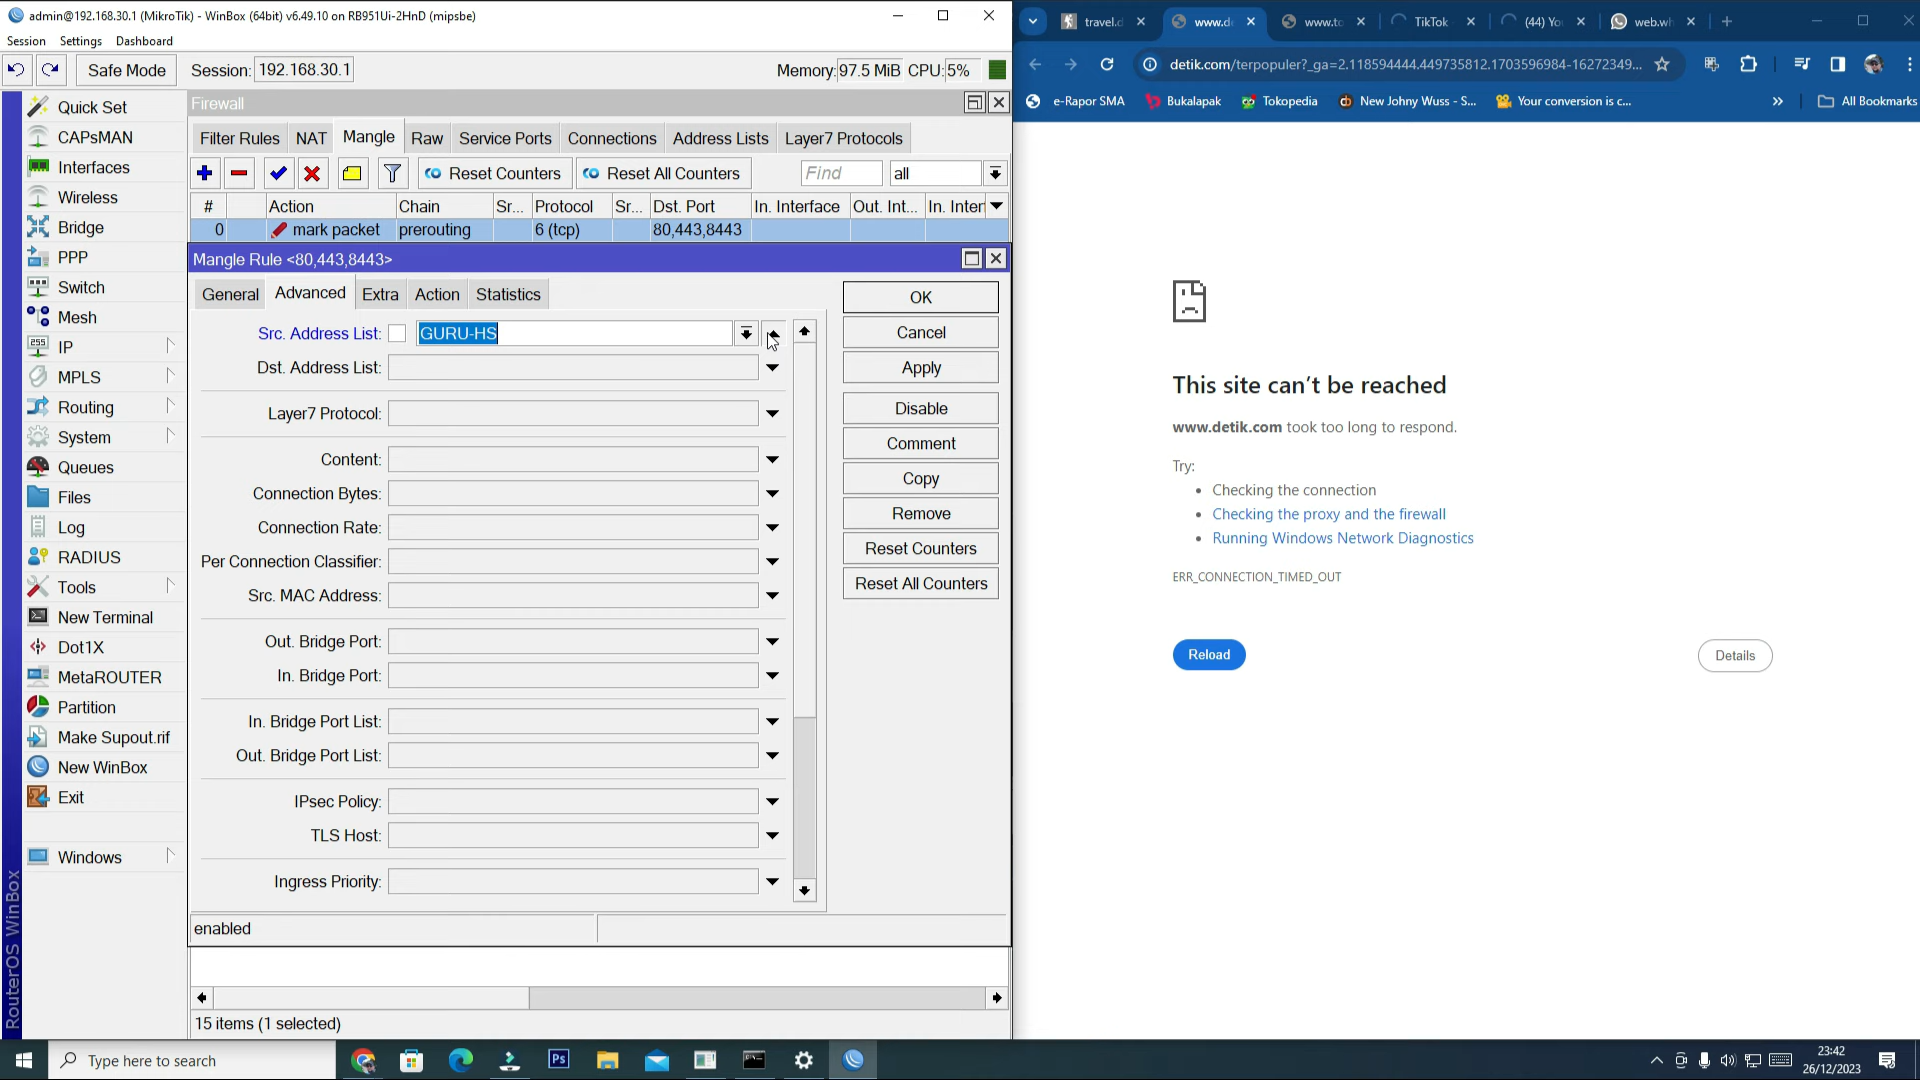 admin@192.168.30.1 (MikroTik) - WinBox (64bit) v6.49.10 on RB951Ui-2HnD (mipsbe)
Session Settings Dashboard
Safe Mode Session: 192.168.30.1 Memory: 97.5 MiB CPU: 5%
Quick Set
CAPsMAN
Interfaces
Wireless
Bridge
PPP
Switch
Mesh
255 IP
MPLS
Routing
System
Queues
Files
Log
RADIUS
Tools
New Terminal
Dot1X
MetaROUTER
Partition
Make Supout.rif
New WinBox
Exit
Windows
RouterOS WinBox
Firewall
Filter Rules NAT Mangle Raw Service Ports Connections Address Lists Layer7 Protocols
Reset Counters Reset All Counters Find all
# Action Chain Sr... Protocol Sr... Dst. Port In. Interface Out. Int... In. Inter
0 mark packet prerouting 6 (tcp) 80,443,8443
Mangle Rule <80,443,8443>
General Advanced Extra Action Statistics
Src. Address List: GURU-HS
Dst. Address List:
Layer7 Protocol:
Content:
Connection Bytes:
Connection Rate:
Per Connection Classifier:
Src. MAC Address:
Out. Bridge Port:
In. Bridge Port:
In. Bridge Port List:
Out. Bridge Port List:
IPsec Policy:
TLS Host:
Ingress Priority:
OK
Cancel
Apply
Disable
Comment
Copy
Remove
Reset Counters
Reset All Counters
enabled
15 items (1 selected)
travel.d www.de www.to TikTok (44) Yo web.wh
detik.com/terpopuler?_ga=2.118594444.449735812.1703596984-16272349...
e-Rapor SMA Bukalapak Tokopedia New Johny Wuss - S... Your conversion is c... » All Bookmarks
This site can't be reached
www.detik.com took too long to respond.
Try:
• Checking the connection
• Checking the proxy and the firewall
• Running Windows Network Diagnostics
ERR_CONNECTION_TIMED_OUT
Reload Details
Type here to search
Ps
23:42
26/12/2023